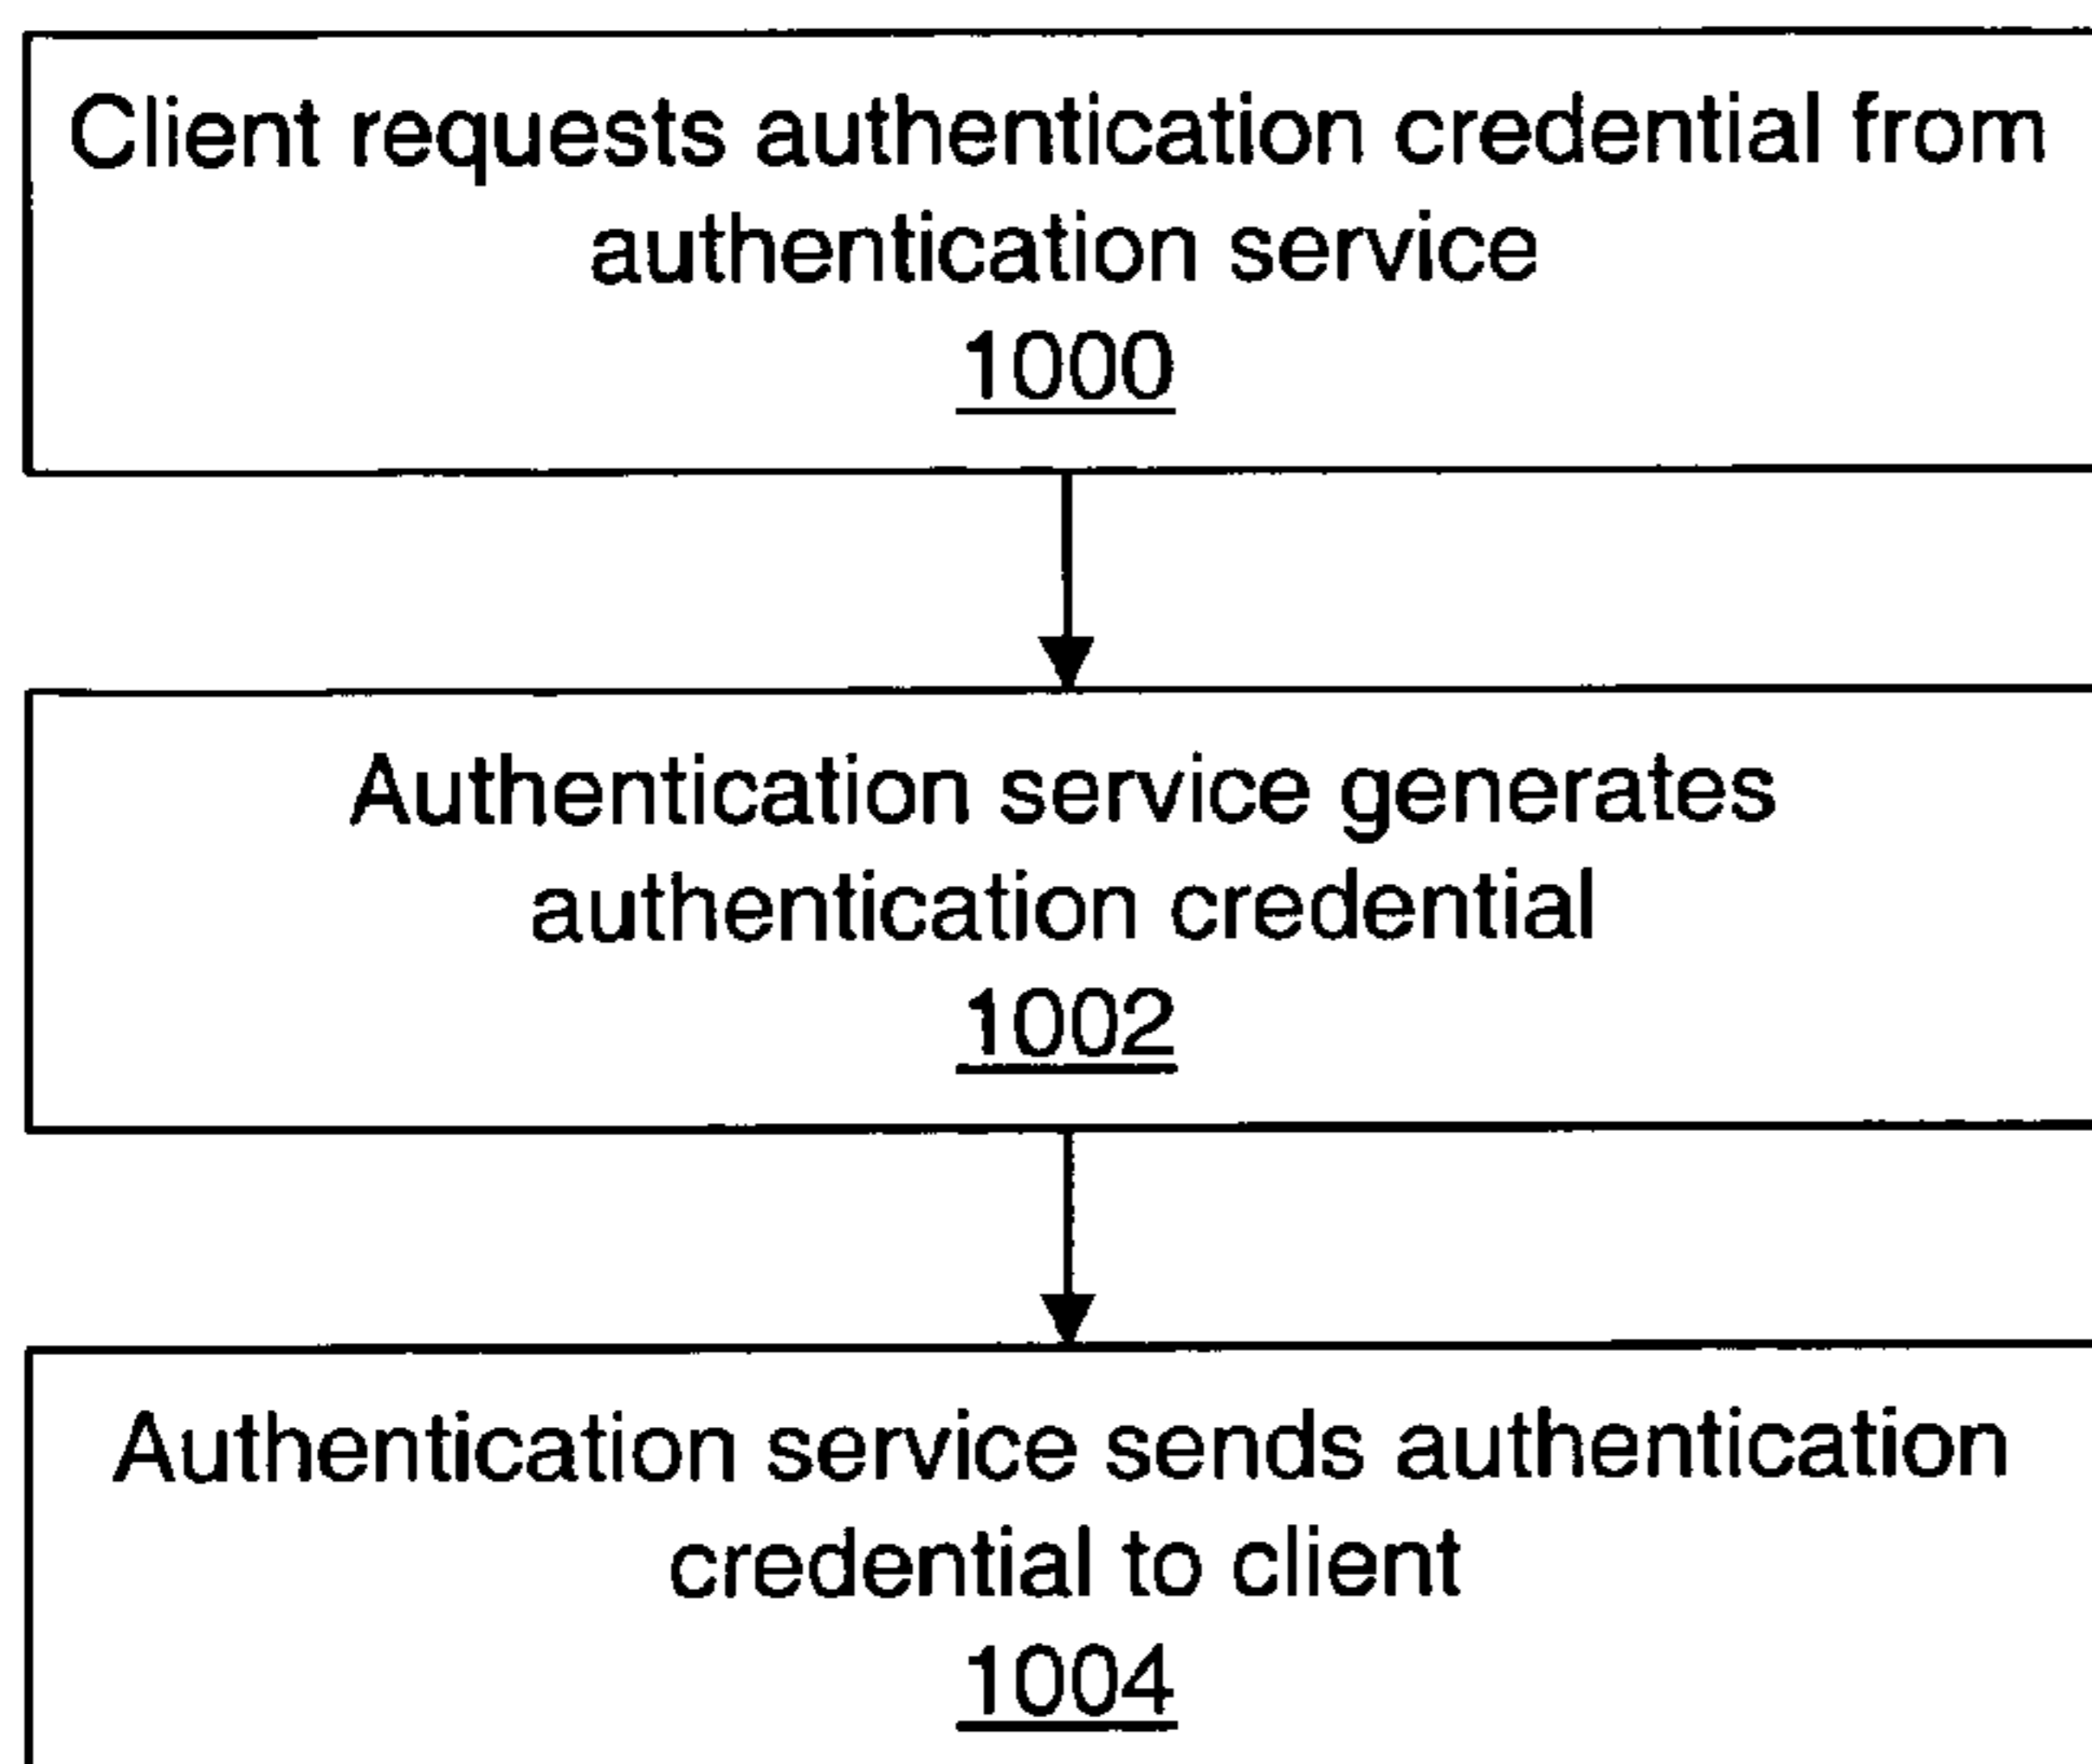 Client requests authentication credential from
authentication service
1000
Authentication service generates
authentication credential
1002
Authentication service sends authentication
credential to client
1004